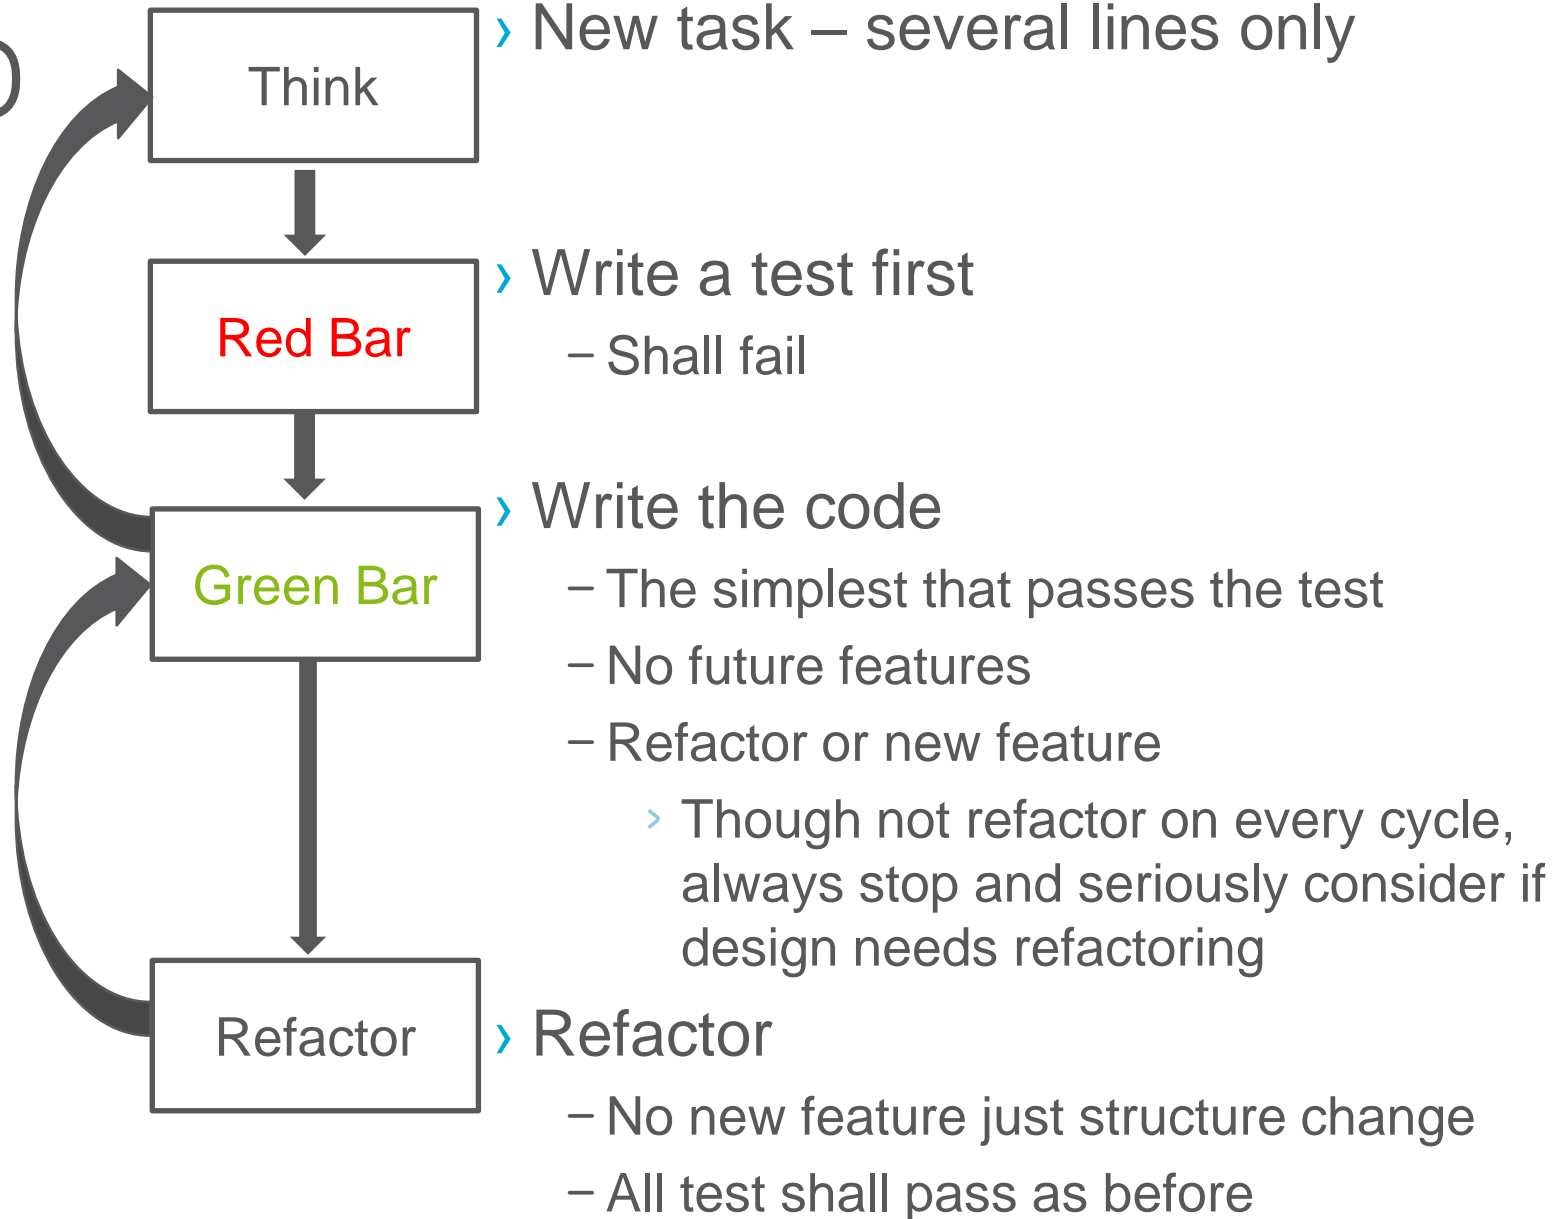 Think
› New task – several lines only
Red Bar
› Write a test first
– Shall fail
Green Bar
› Write the code
– The simplest that passes the test
– No future features
– Refactor or new feature
› Though not refactor on every cycle,
always stop and seriously consider if
design needs refactoring
Refactor
› Refactor
– No new feature just structure change
– All test shall pass as before